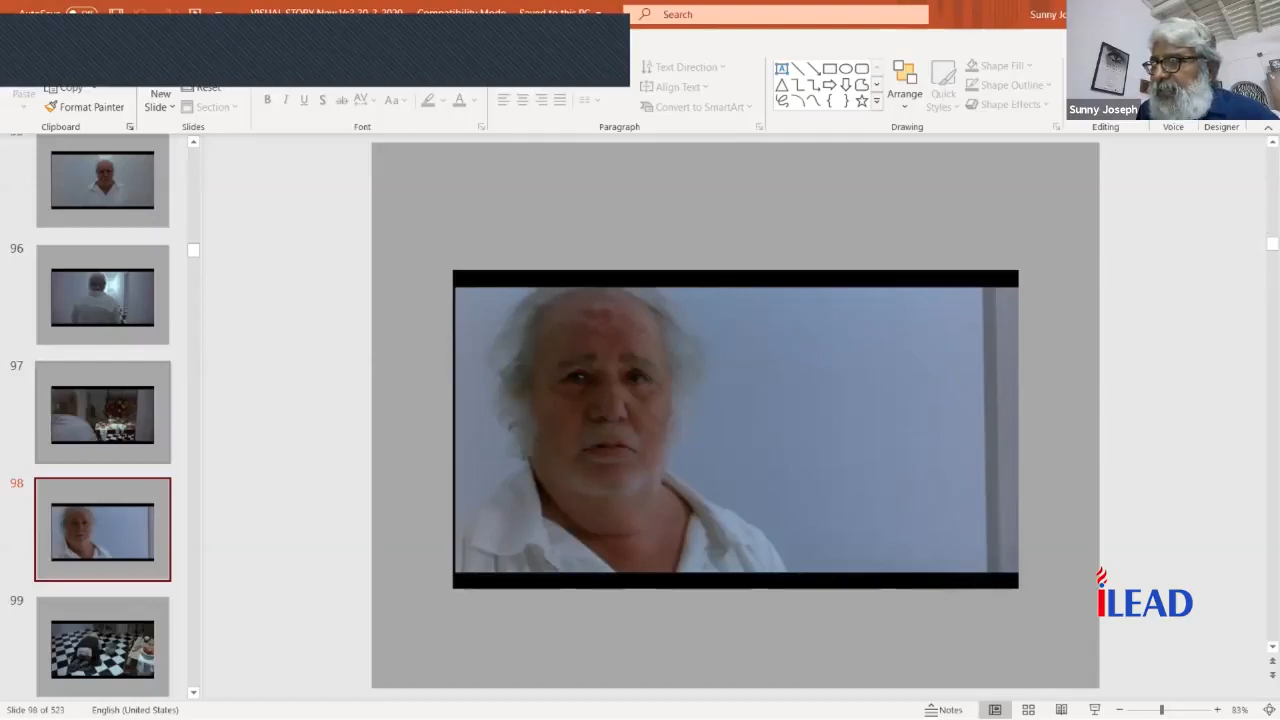 Search
Sunny Jo
Copy
Reset
Text Direction
Shape Fill
Align Text
Shape Outline
Paste
Format Painter
New
Slide
Section
Convert to SmartArt
Arrange
Quick
Styles
Shape Effects
Sunny Joseph
Clipboard
Slides
Font
Paragraph
Drawing
Editing
Voice
Designer
96
97
98
99
iLEAD
Slide 98 of 523
English (United States)
Notes
83%